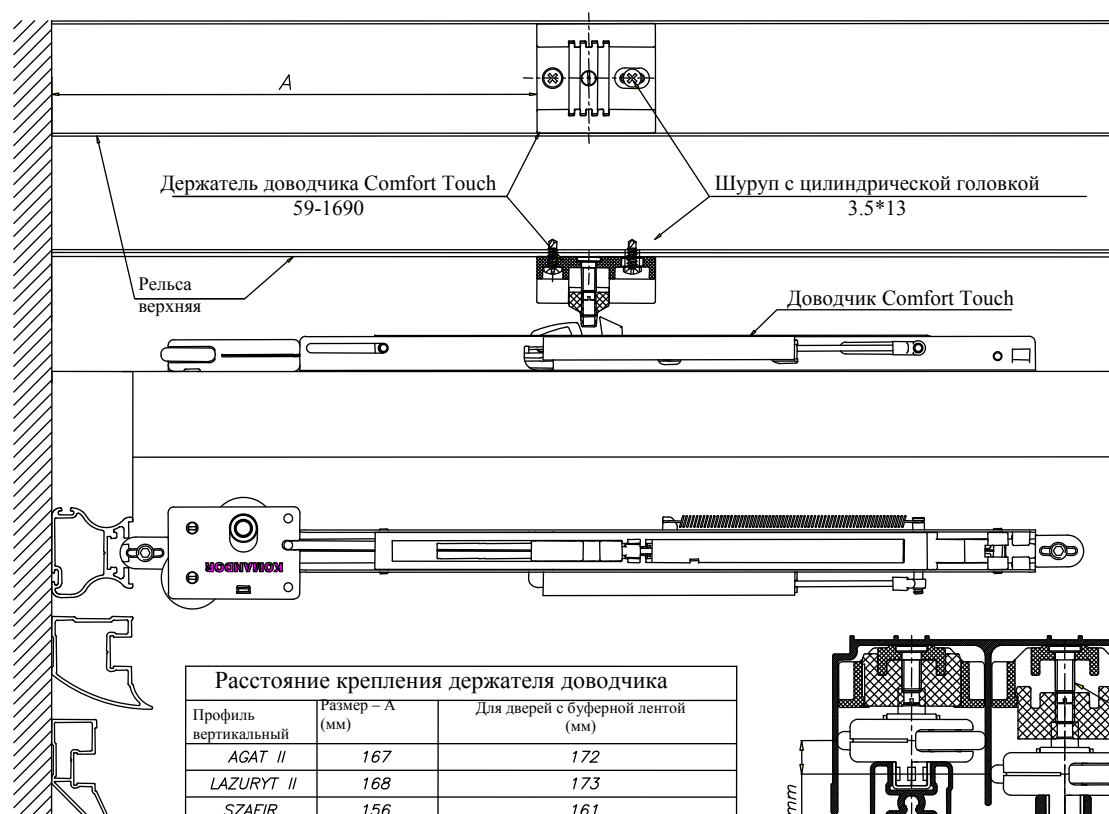 A
Держатель доводчика Comfort Touch
59-1690
Шуруп с цилиндрической головкой
3.5*13
Рельса
верхняя
Доводчик Comfort Touch
KOMANDOR
Расстояние крепления держателя доводчика
Профиль вертикальный
Размер – А (мм)
Для дверей с буферной лентой (мм)
AGAT II 167 172
LAZURYT II 168 173
SZAFIR 156 161
mm